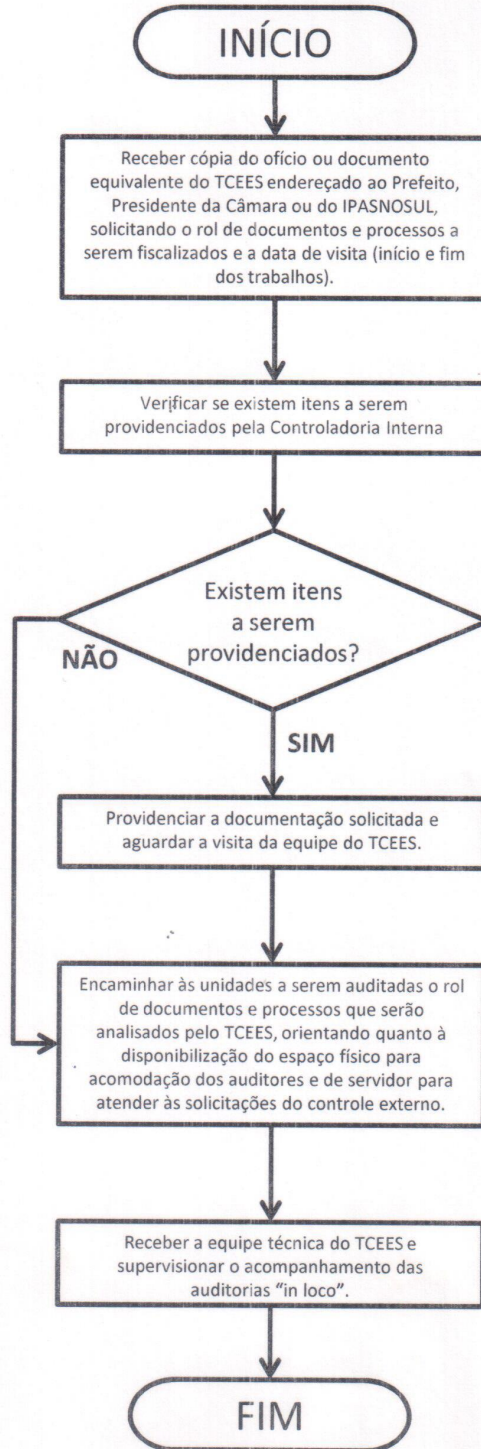 INÍCIO
Receber cópia do ofício ou documento
equivalente do TCEES endereçado ao Prefeito,
Presidente da Câmara ou do IPASNOSUL,
solicitando o rol de documentos e processos a
serem fiscalizados e a data de visita (início e fim
dos trabalhos).
Verificar se existem itens a serem
providenciados pela Controladoria Interna
Existem itens
a serem
providenciados?
NÃO
SIM
Providenciar a documentação solicitada e
aguardar a visita da equipe do TCEES.
Encaminhar às unidades a serem auditadas o rol
de documentos e processos que serão
analisados pelo TCEES, orientando quanto à
disponibilização do espaço físico para
acomodação dos auditores e de servidor para
atender às solicitações do controle externo.
Receber a equipe técnica do TCEES e
supervisionar o acompanhamento das
auditorias "in loco".
FIM